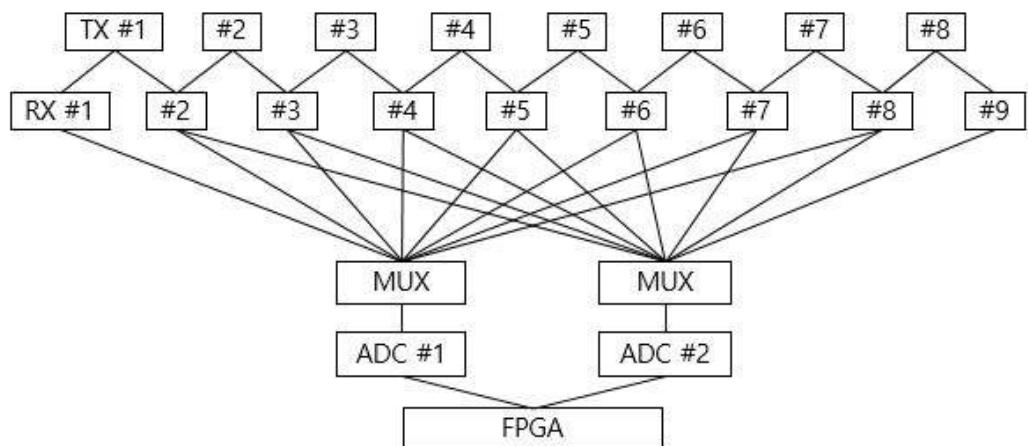 TX #1 #2 #3 #4 #5 #6 #7 #8
RX #1 #2 #3 #4 #5 #6 #7 #8 #9
MUX MUX
ADC #1 ADC #2
FPGA